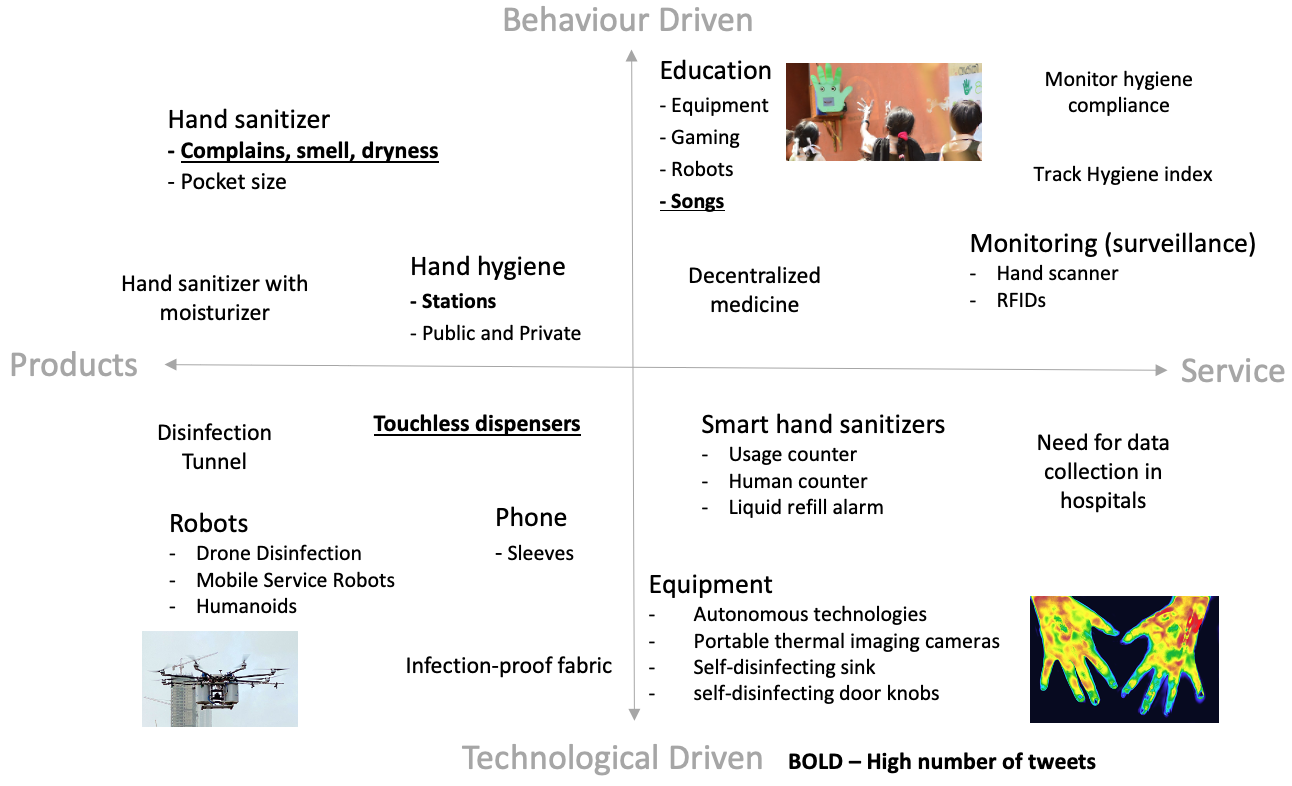 Behaviour Driven
Education
- Equipment
- Gaming
- Robots
- Songs
Monitor hygiene
compliance
Track Hygiene index
Hand sanitizer
- Complains, smell, dryness
- Pocket size
Monitoring (surveillance)
- Hand scanner
- RFIDs
Hand hygiene
- Stations
- Public and Private
Decentralized
medicine
Hand sanitizer with
moisturizer
Products
Service
Disinfection
Tunnel
Touchless dispensers
Smart hand sanitizers
- Usage counter
- Human counter
- Liquid refill alarm
Need for data
collection in
hospitals
Robots
- Drone Disinfection
- Mobile Service Robots
- Humanoids
Phone
- Sleeves
Equipment
- Autonomous technologies
- Portable thermal imaging cameras
- Self-disinfecting sink
- self-disinfecting door knobs
Infection-proof fabric
Technological Driven
BOLD – High number of tweets